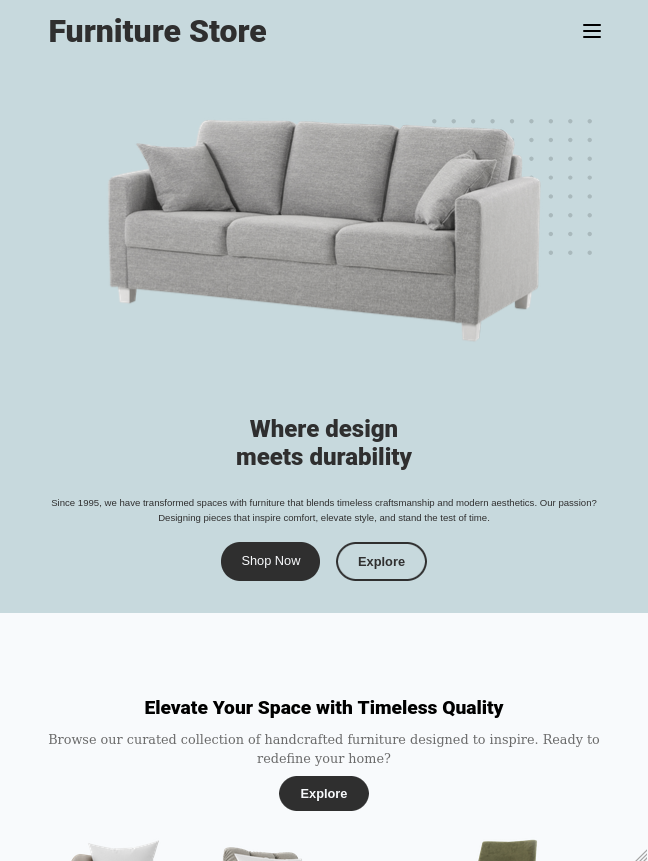 Furniture Store
Where design
meets durability
Since 1995, we have transformed spaces with furniture that blends timeless craftsmanship and modern aesthetics. Our passion?
Designing pieces that inspire comfort, elevate style, and stand the test of time.
Shop Now
Explore
Elevate Your Space with Timeless Quality
Browse our curated collection of handcrafted furniture designed to inspire. Ready to
redefine your home?
Explore